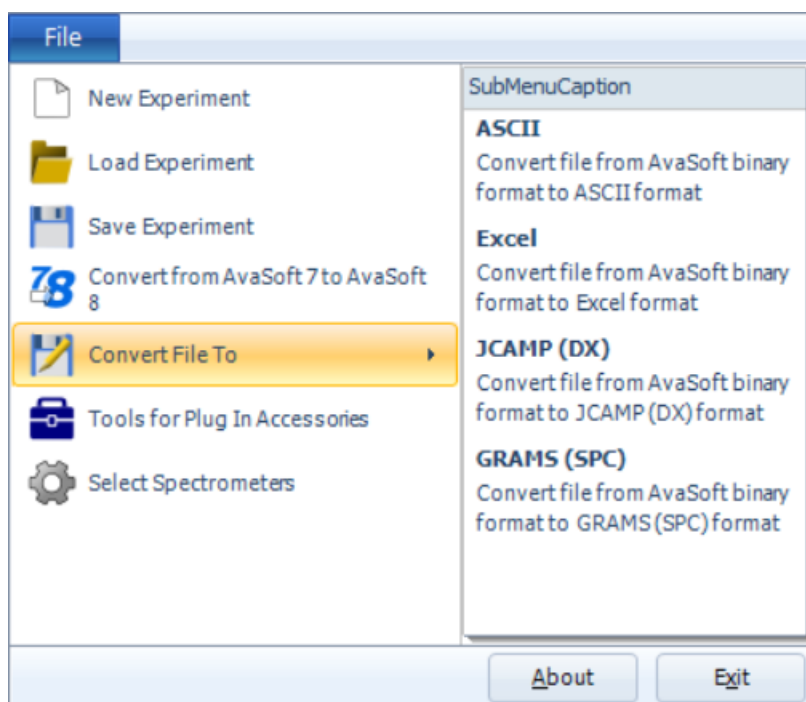 File
New Experiment
Load Experiment
Save Experiment
Convert from AvaSoft 7 to AvaSoft
8
Convert File To
Tools for Plug In Accessories
Select Spectrometers
SubMenuCaption
ASCII
Convert file from AvaSoft binary
format to ASCII format
Excel
Convert file from AvaSoft binary
format to Excel format
JCAMP (DX)
Convert file from AvaSoft binary
format to JCAMP (DX) format
GRAMS (SPC)
Convert file from AvaSoft binary
format to GRAMS (SPC) format
About
Exit